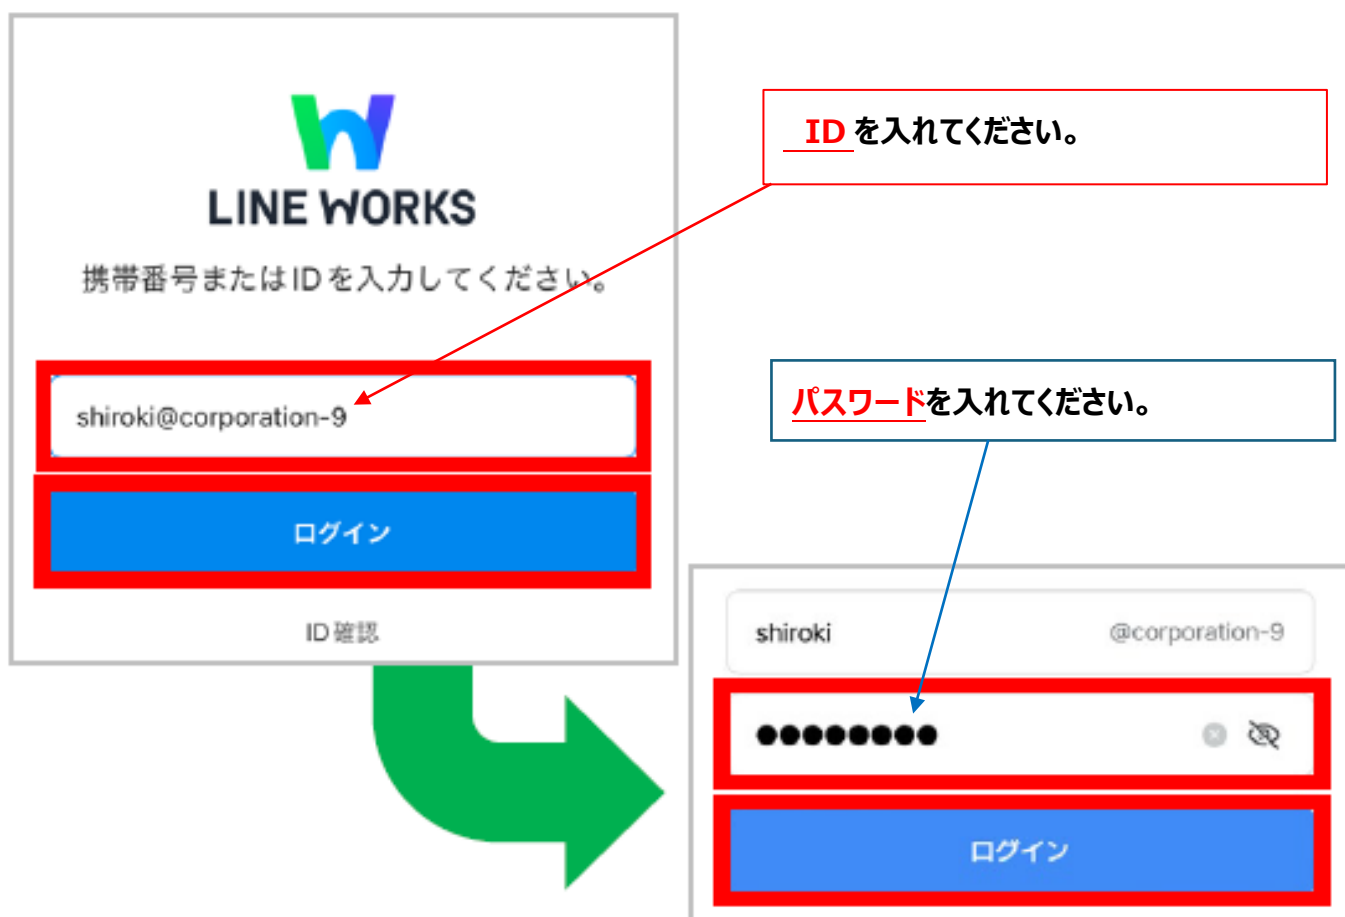 LINE WORKS
携帯番号またはIDを入力してください。
shiroki@corporation-9
ログイン
ID確認
IDを入れてください。
パスワードを入れてください。
shiroki @corporation-9
●●●●●●●●
ログイン